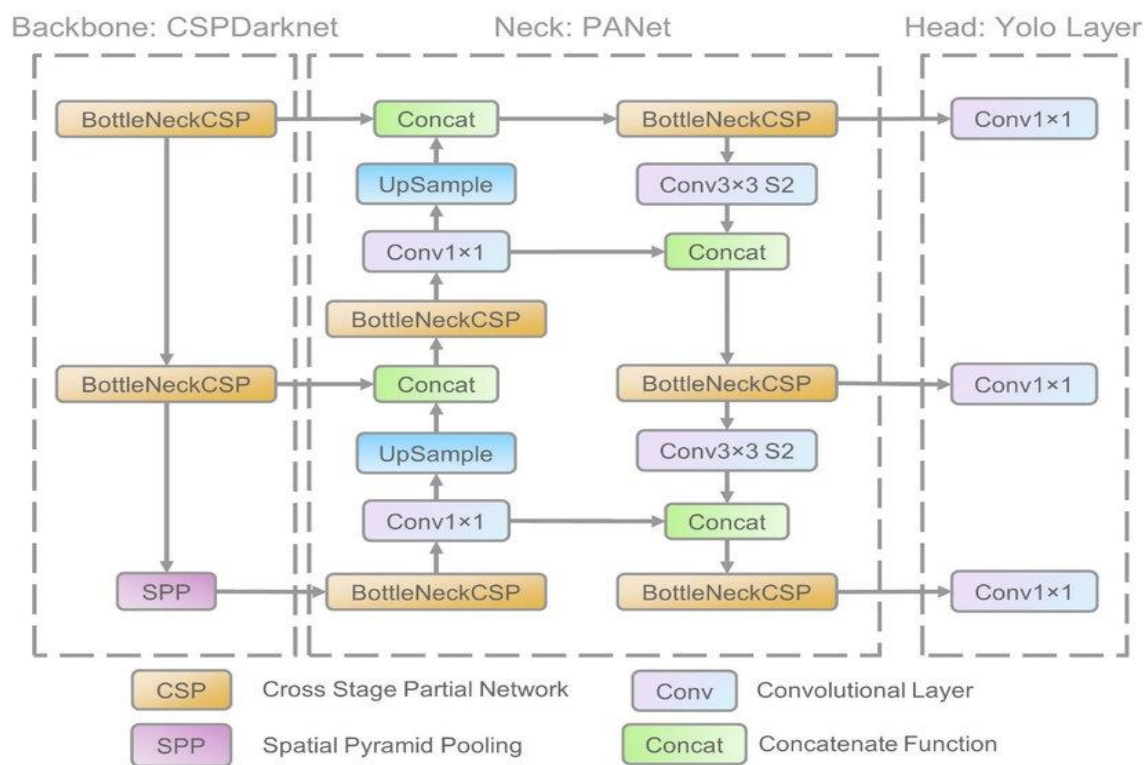 Backbone: CSPDarknet Neck: PANet Head: Yolo Layer
BottleNeckCSP Concat BottleNeckCSP Conv1×1
UpSample Conv3×3 S2
Conv1×1 Concat
BottleNeckCSP
BottleNeckCSP Concat BottleNeckCSP Conv1×1
UpSample Conv3×3 S2
Conv1×1 Concat
SPP BottleNeckCSP BottleNeckCSP Conv1×1
CSP Cross Stage Partial Network Conv Convolutional Layer
SPP Spatial Pyramid Pooling Concat Concatenate Function